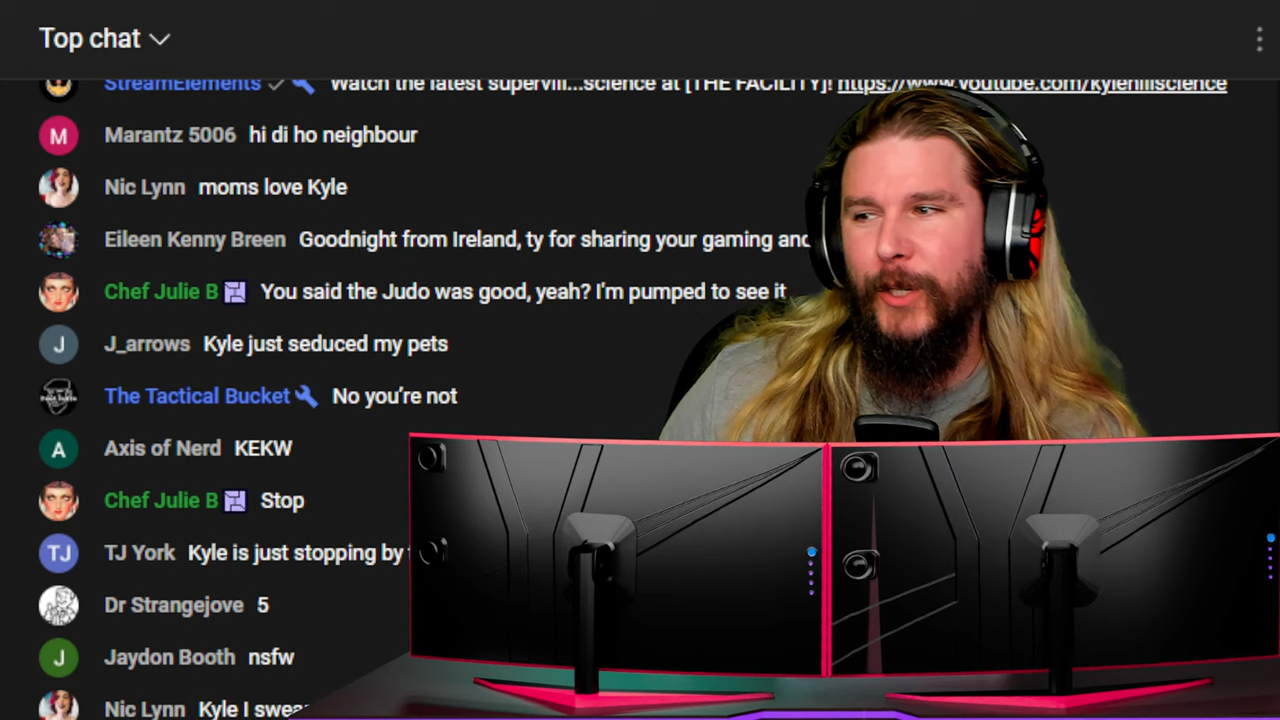 Top chat
StreamElements Watch the latest supervill...science at [THE FACILITY]! https://www.youtube.com/kylehillscience
M Marantz 5006 hi di ho neighbour
Nic Lynn moms love Kyle
Eileen Kenny Breen Goodnight from Ireland, ty for sharing your gaming and
Chef Julie B You said the Judo was good, yeah? I'm pumped to see it
J J_arrows Kyle just seduced my pets
The Tactical Bucket No you're not
A Axis of Nerd KEKW
Chef Julie B Stop
TJ TJ York Kyle is just stopping by
Dr Strangejove 5
J Jaydon Booth nsfw
Nic Lynn Kyle I swear